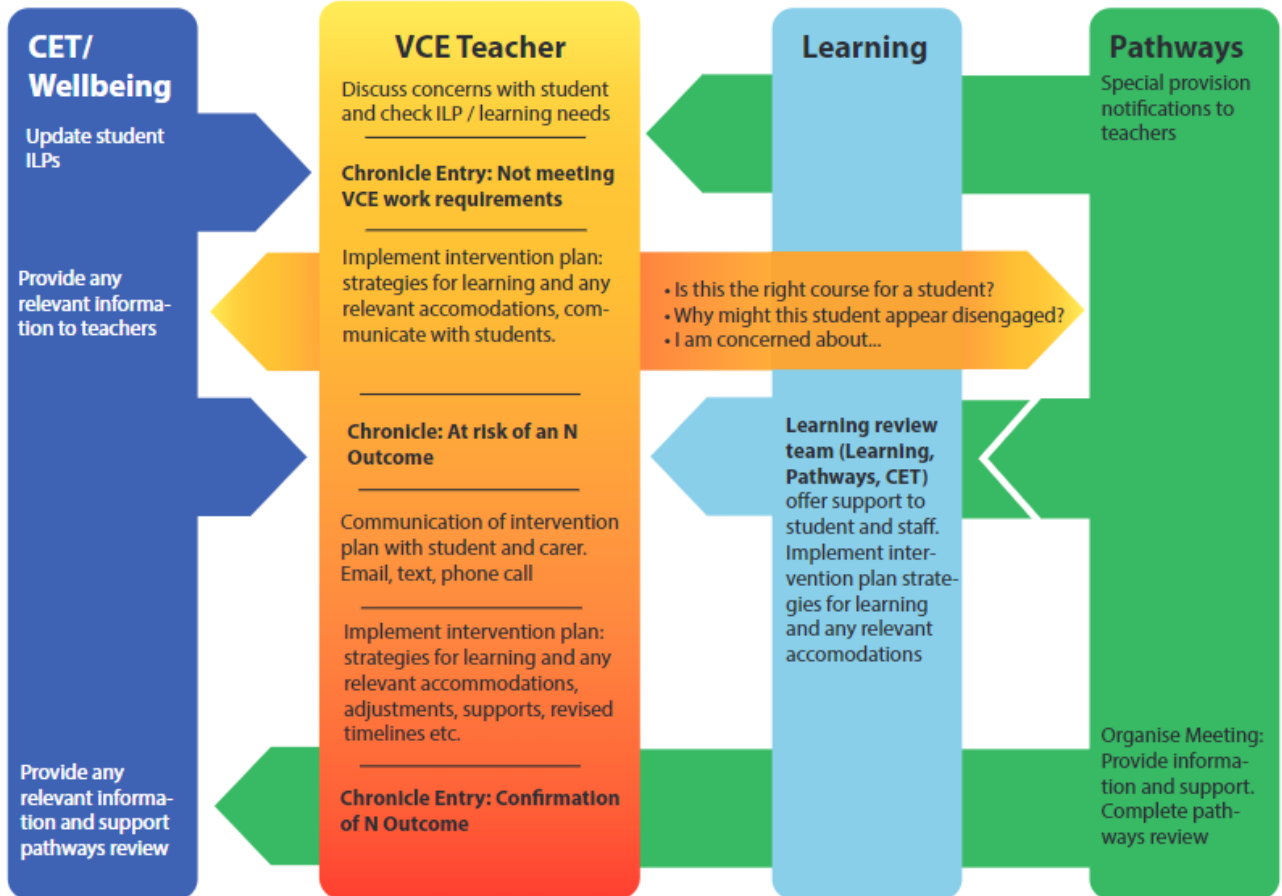 CET/
Wellbeing
Update student
ILPs
Provide any
relevant informa-
tion to teachers
Provide any
relevant informa-
tion and support
pathways review
VCE Teacher
Discuss concerns with student
and check ILP / learning needs
Chronicle Entry: Not meeting
VCE work requirements
Implement intervention plan:
strategies for learning and any
relevant accomodations, com-
municate with students.
Chronicle: At risk of an N
Outcome
Communication of intervention
plan with student and carer.
Email, text, phone call
Implement intervention plan:
strategies for learning and any
relevant accommodations,
adjustments, supports, revised
timelines etc.
Chronicle Entry: Confirmation
of N Outcome
Learning
• Is this the right course for a student?
• Why might this student appear disengaged?
• I am concerned about...
Learning review
team (Learning,
Pathways, CET)
offer support to
student and staff.
Implement inter-
vention plan strate-
gies for learning
and any relevant
accomodations
Pathways
Special provision
notifications to
teachers
Organise Meeting:
Provide informa-
tion and support.
Complete path-
ways review